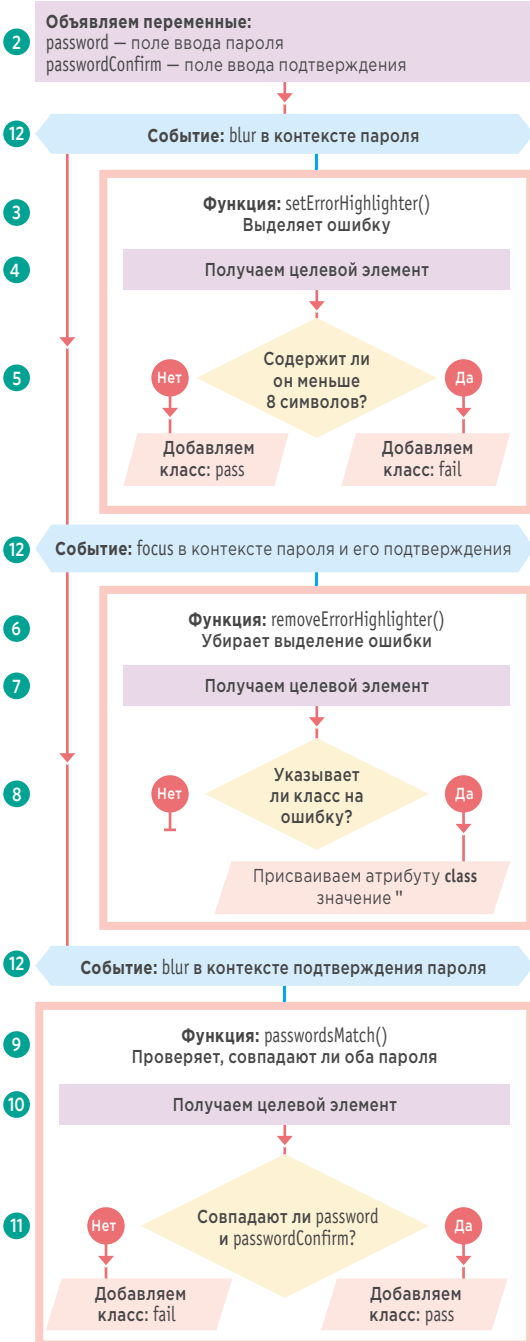 2
Объявляем переменные:
password — поле ввода пароля
passwordConfirm — поле ввода подтверждения
12
Событие: blur в контексте пароля
3
Функция: setErrorHighlighter()
Выделяет ошибку
4
Получаем целевой элемент
5
Содержит ли
он меньше
8 символов?
Нет
Да
Добавляем
класс: pass
Добавляем
класс: fail
12
Событие: focus в контексте пароля и его подтверждения
6
Функция: removeErrorHighlighter()
Убирает выделение ошибки
7
Получаем целевой элемент
8
Указывает
ли класс на
ошибку?
Нет
Да
Присваиваем атрибуту class
значение ''
12
Событие: blur в контексте подтверждения пароля
9
Функция: passwordsMatch()
Проверяет, совпадают ли оба пароля
10
Получаем целевой элемент
11
Совпадают ли password
и passwordConfirm?
Нет
Да
Добавляем
класс: fail
Добавляем
класс: pass